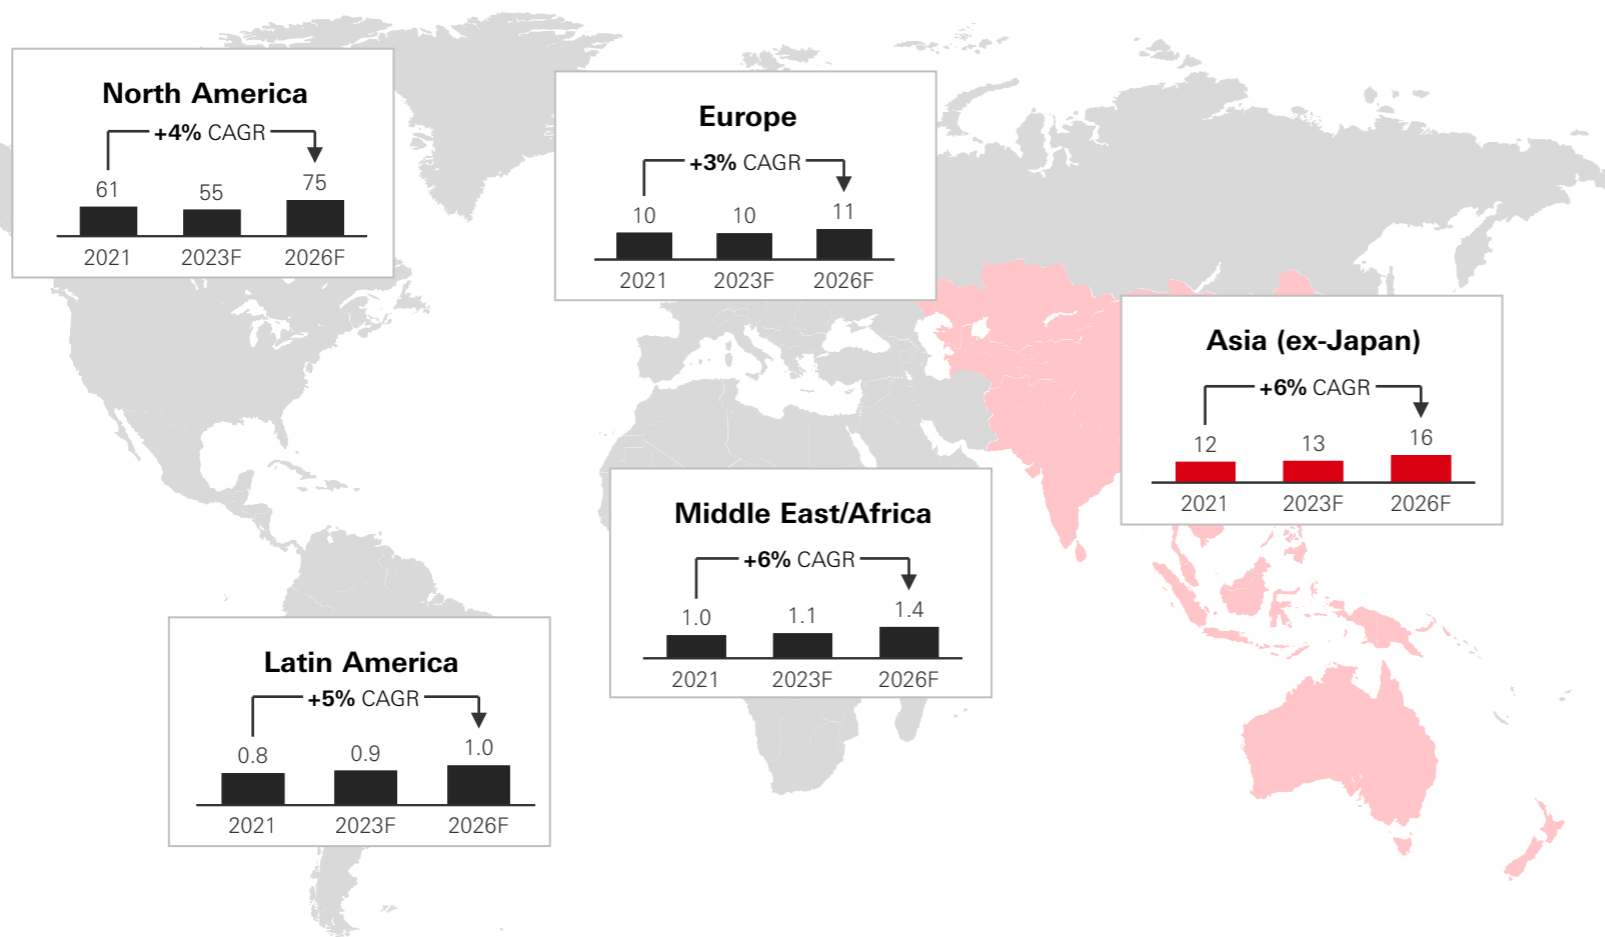 North America
+4% CAGR
61 55 75
2021 2023F 2026F
Europe
+3% CAGR
10 10 11
2021 2023F 2026F
Asia (ex-Japan)
+6% CAGR
12 13 16
2021 2023F 2026F
Middle East/Africa
+6% CAGR
1.0 1.1 1.4
2021 2023F 2026F
Latin America
+5% CAGR
0.8 0.9 1.0
2021 2023F 2026F